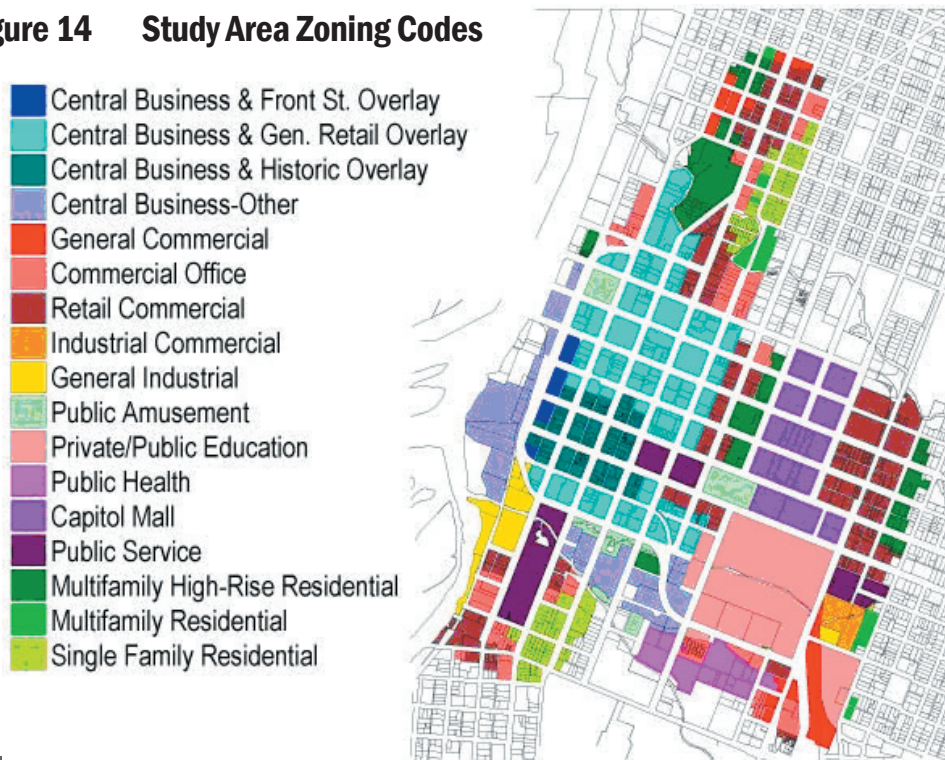 gure 14 Study Area Zoning Codes
Central Business & Front St. Overlay
Central Business & Gen. Retail Overlay
Central Business & Historic Overlay
Central Business-Other
General Commercial
Commercial Office
Retail Commercial
Industrial Commercial
General Industrial
Public Amusement
Private/Public Education
Public Health
Capitol Mall
Public Service
Multifamily High-Rise Residential
Multifamily Residential
Single Family Residential